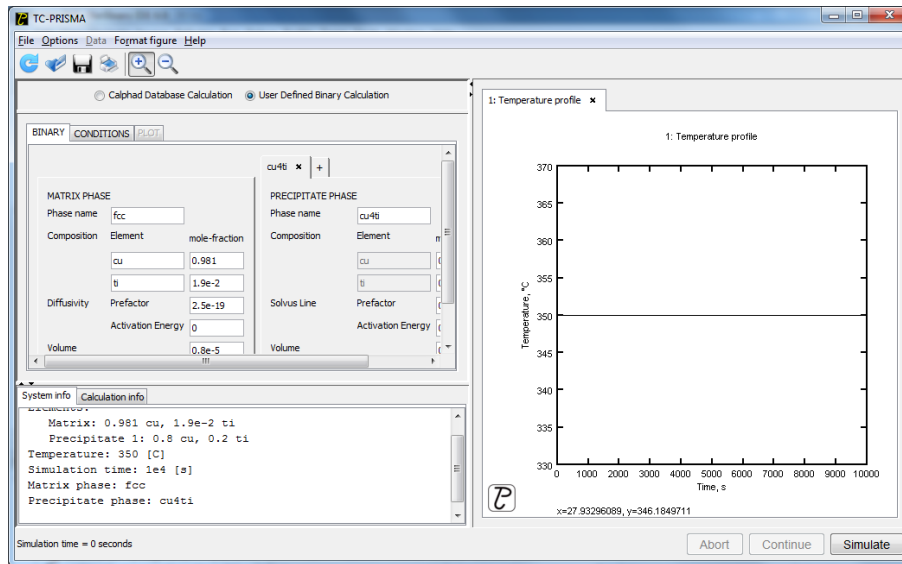 TC-PRISMA
File Options Data Format figure Help
Calphad Database Calculation User Defined Binary Calculation
BINARY CONDITIONS PLOT
cu4ti +
MATRIX PHASE
Phase name fcc
Composition Element mole-fraction
cu 0.981
ti 1.9e-2
Diffusivity Prefactor 2.5e-19
Activation Energy 0
Volume 0.8e-5
PRECIPITATE PHASE
Phase name cu4ti
Composition Element
cu
ti
Solvus Line Prefactor
Activation Energy
Volume
System info Calculation info
Elements:
Matrix: 0.981 cu, 1.9e-2 ti
Precipitate 1: 0.8 cu, 0.2 ti
Temperature: 350 [C]
Simulation time: 1e4 [s]
Matrix phase: fcc
Precipitate phase: cu4ti
Simulation time = 0 seconds
1: Temperature profile
1: Temperature profile
370
365
360
355
350
345
340
335
330
Temperature, °C
0 1000 2000 3000 4000 5000 6000 7000 8000 9000 10000
Time, s
x=27.93296089, y=346.1849711
Abort Continue Simulate